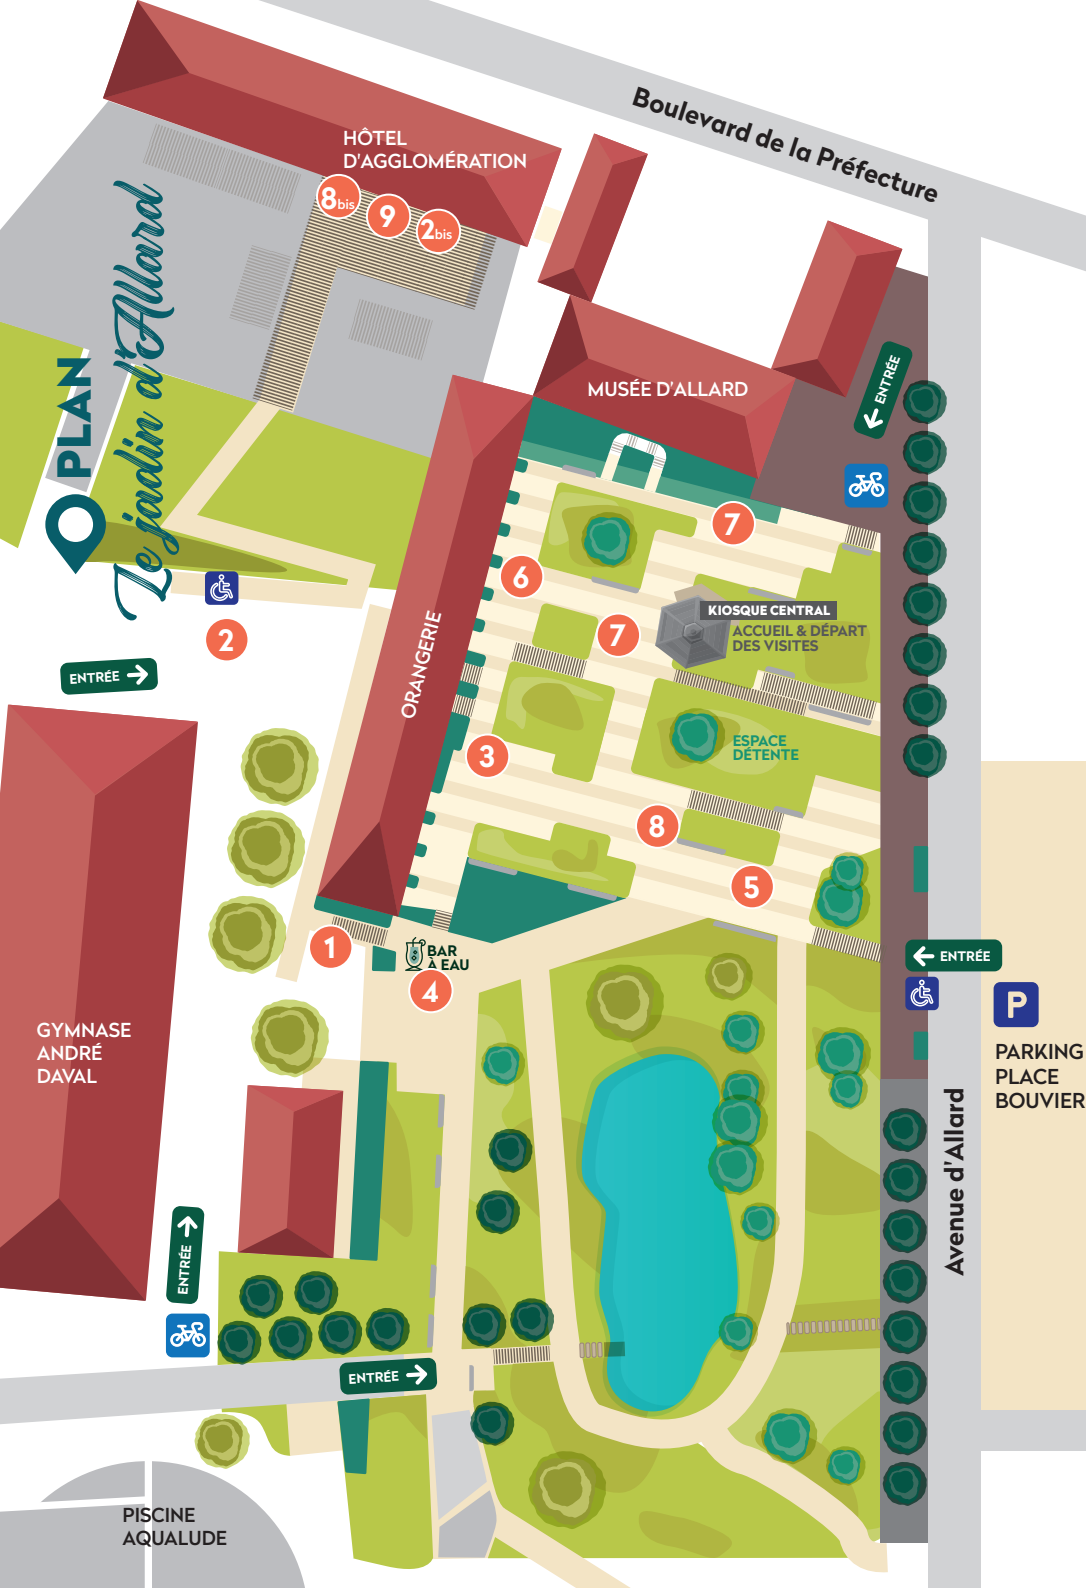 Boulevard de la Préfecture
HÔTEL
D'AGGLOMÉRATION
8bis
9
2bis
PLAN
Le jardin d'Allard
MUSÉE D'ALLARD
ENTRÉE
7
6
KIOSQUE CENTRAL
ACCUEIL & DÉPART
DES VISITES
7
2
ENTRÉE
ORANGERIE
3
ESPACE
DÉTENTE
8
5
1
BAR
À EAU
4
ENTRÉE
P
PARKING
PLACE
BOUVIER
GYMNASE
ANDRÉ
DAVAL
Avenue d'Allard
ENTRÉE
ENTRÉE
PISCINE
AQUALUDE